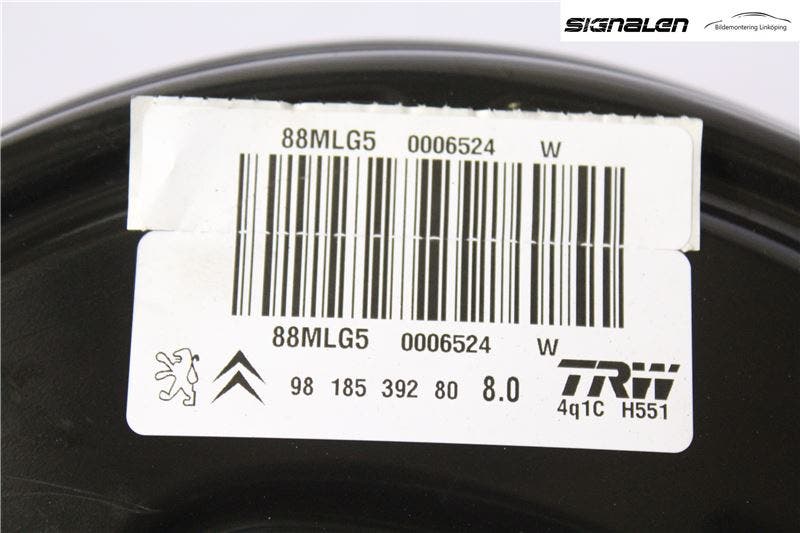 SIGNALEN
Bildemontering Linköping
88MLG5 0006524 W
88MLG5 0006524 W
98 185 392 80 8.0
TRW
4q1C H551